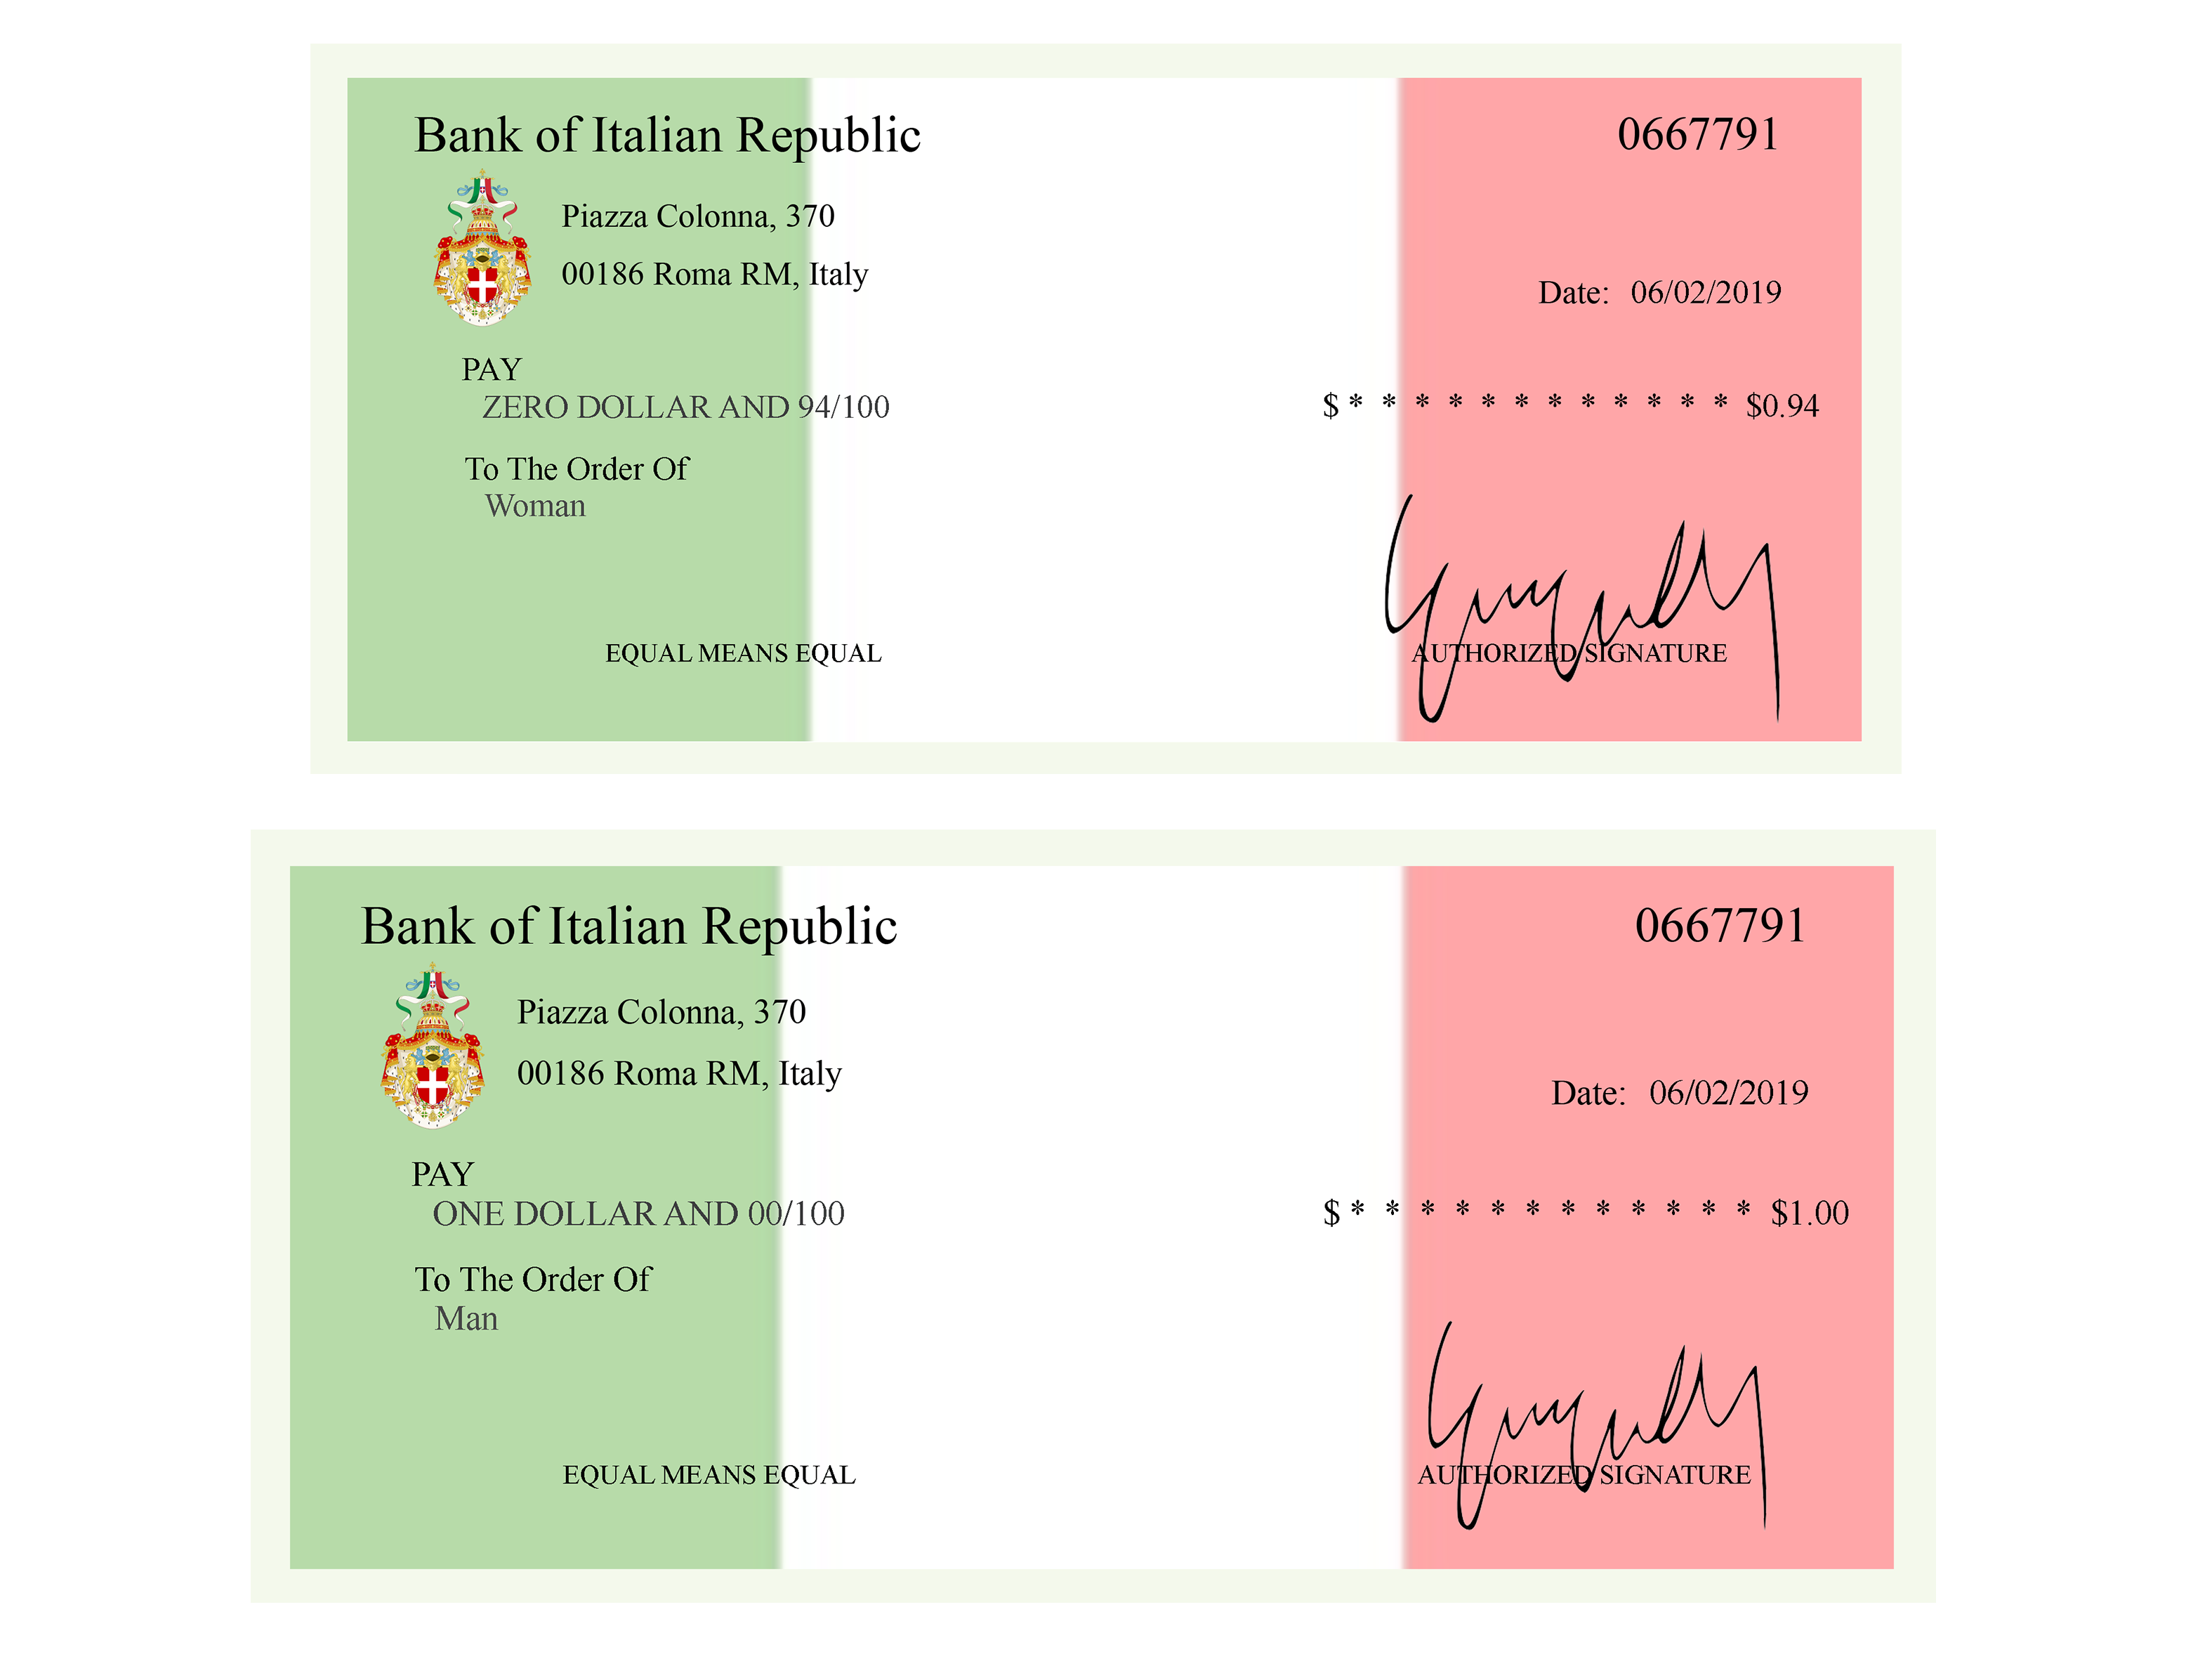 Bank of Italian Republic
0667791
Piazza Colonna, 370
00186 Roma RM, Italy
Date: 06/02/2019
PAY
ZERO DOLLAR AND 94/100
$ * * * * * * * * * * * * $0.94
To The Order Of
Woman
EQUAL MEANS EQUAL
AUTHORIZED SIGNATURE
Bank of Italian Republic
0667791
Piazza Colonna, 370
00186 Roma RM, Italy
Date: 06/02/2019
PAY
ONE DOLLAR AND 00/100
$ * * * * * * * * * * * * $1.00
To The Order Of
Man
EQUAL MEANS EQUAL
AUTHORIZED SIGNATURE